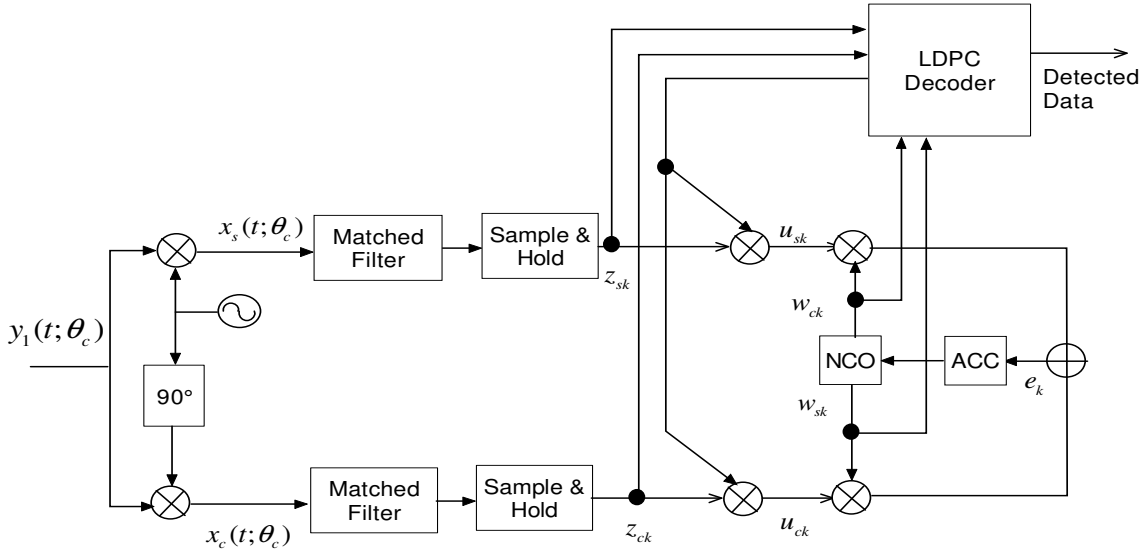 LDPC
Decoder
Detected
Data
x_s(t;θ_c)
Matched
Filter
Sample &
Hold
z_sk
u_sk
w_ck
y_1(t;θ_c)
90°
NCO
ACC
e_k
w_sk
Matched
Filter
Sample &
Hold
x_c(t;θ_c)
z_ck
u_ck